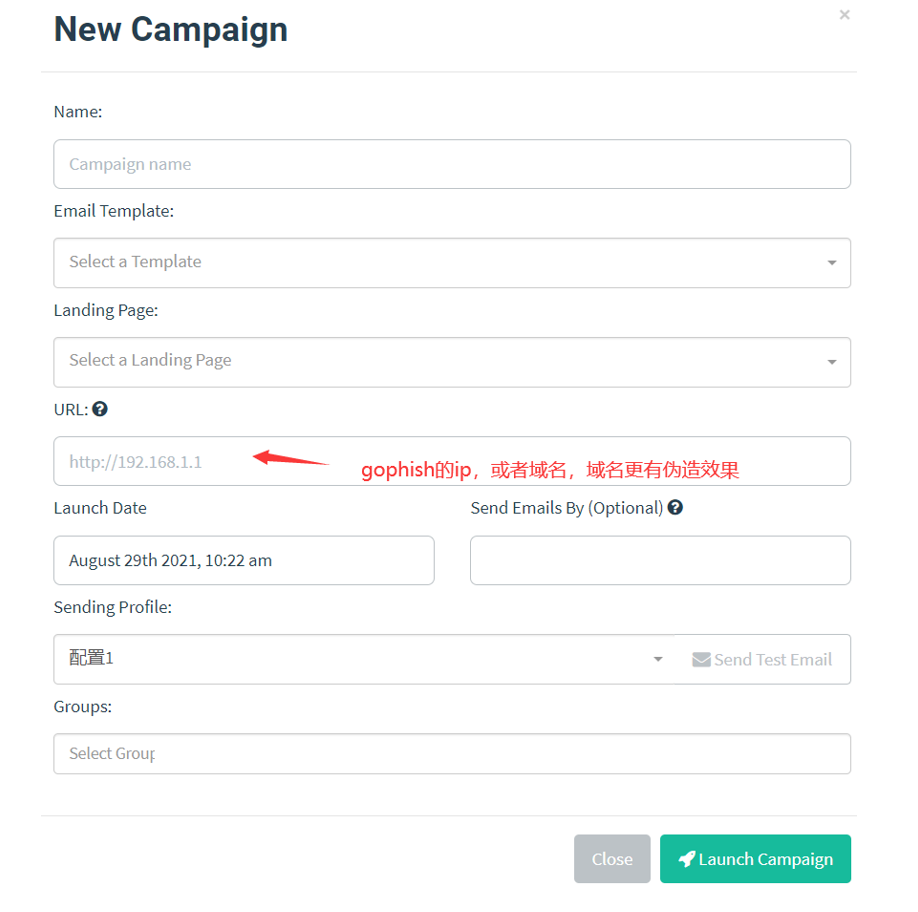 New Campaign
×
Name:
Campaign name
Email Template:
Select a Template
Landing Page:
Select a Landing Page
URL:
http://192.168.1.1
gophish的ip，或者域名，域名更有伪造效果
Launch Date
Send Emails By (Optional)
August 29th 2021, 10:22 am
Sending Profile:
配置1
Send Test Email
Groups:
Select Group
Close
Launch Campaign